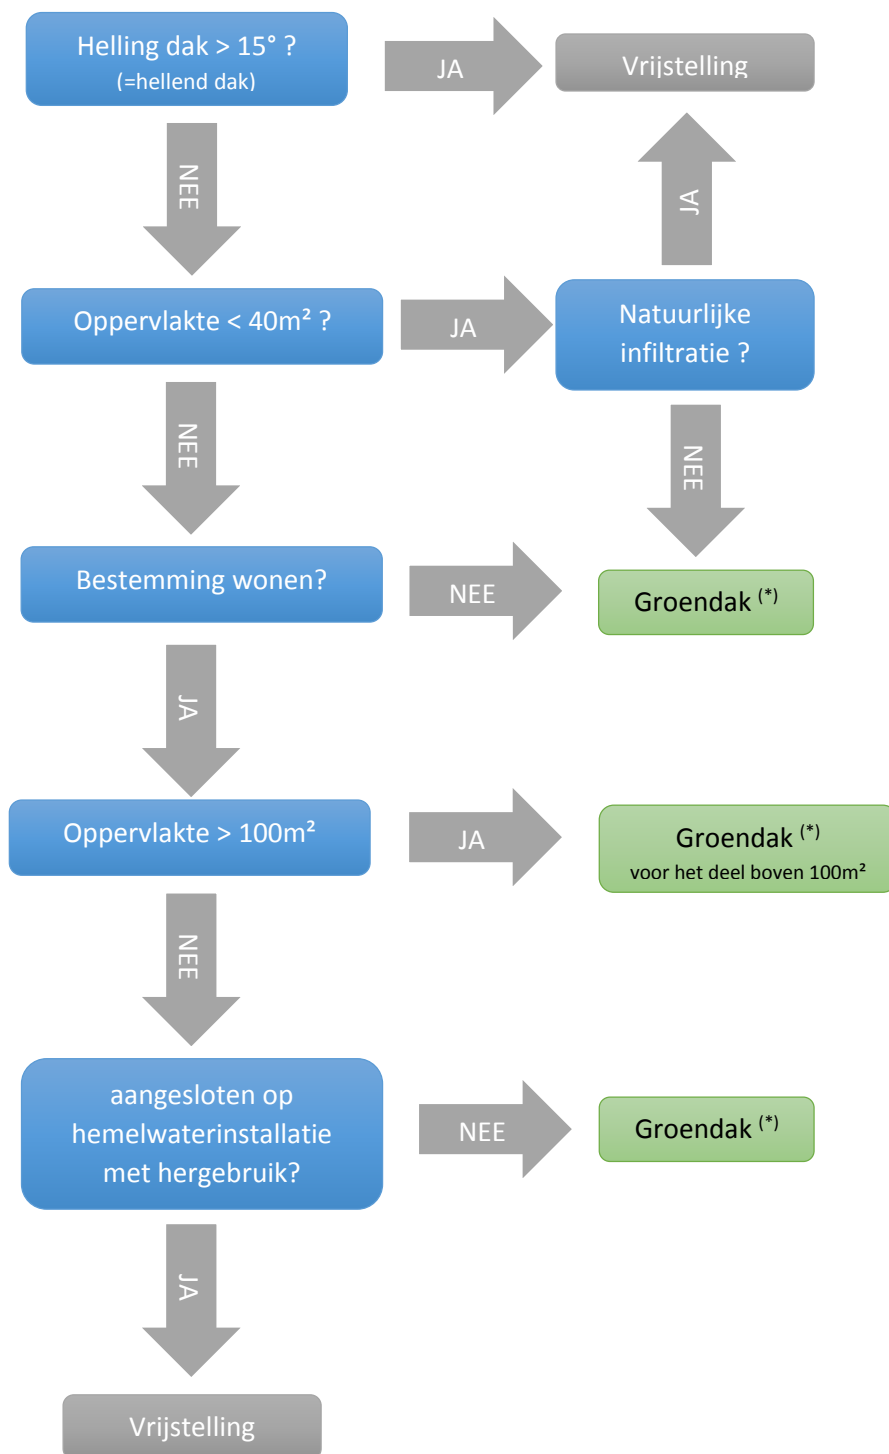 Helling dak > 15° ?
(=hellend dak)
JA
Vrijstelling
NEE
JA
Oppervlakte < 40m² ?
JA
Natuurlijke
infiltratie ?
NEE
NEE
Bestemming wonen?
NEE
Groendak (*)
JA
Oppervlakte > 100m²
JA
Groendak (*)
voor het deel boven 100m²
NEE
aangesloten op
hemelwaterinstallatie
met hergebruik?
NEE
Groendak (*)
JA
Vrijstelling